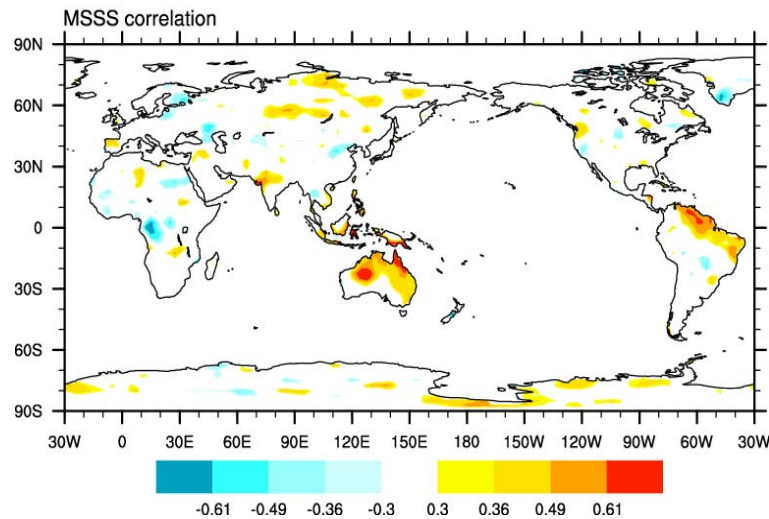 MSSS correlation
90N
60N
30N
0
30S
60S
90S
30W 0 30E 60E 90E 120E 150E 180 150W 120W 90W 60W 30W
-0.61 -0.49 -0.36 -0.3 0.3 0.36 0.49 0.61